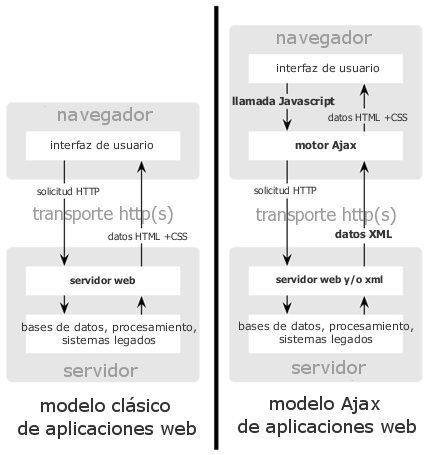 navegador
interfaz de usuario
solicitud HTTP
transporte http(s)
datos HTML +CSS
servidor web
bases de datos, procesamiento,
sistemas legados
servidor
modelo clásico
de aplicaciones web
navegador
interfaz de usuario
llamada Javascript
datos HTML +CSS
motor Ajax
solicitud HTTP
transporte http(s)
datos XML
servidor web y/o xml
bases de datos, procesamiento,
sistemas legados
servidor
modelo Ajax
de aplicaciones web